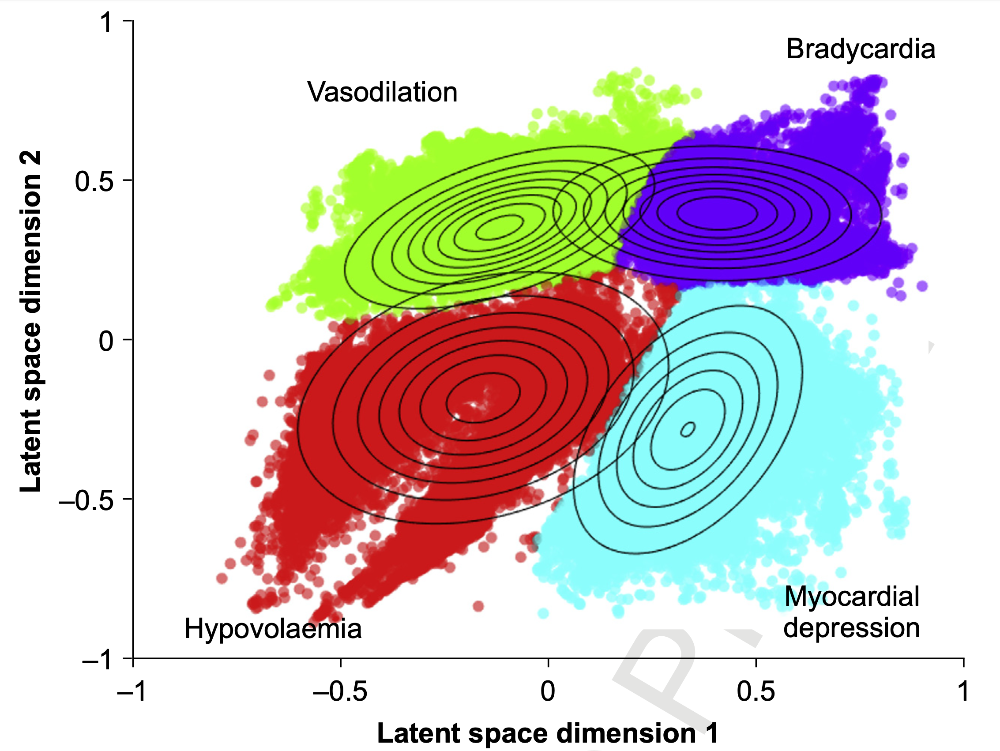 1
Bradycardia
Vasodilation
0.5
0
–0.5
Myocardial
depression
Hypovolaemia
–1
–1
–0.5
0
0.5
1
Latent space dimension 1
Latent space dimension 2
P